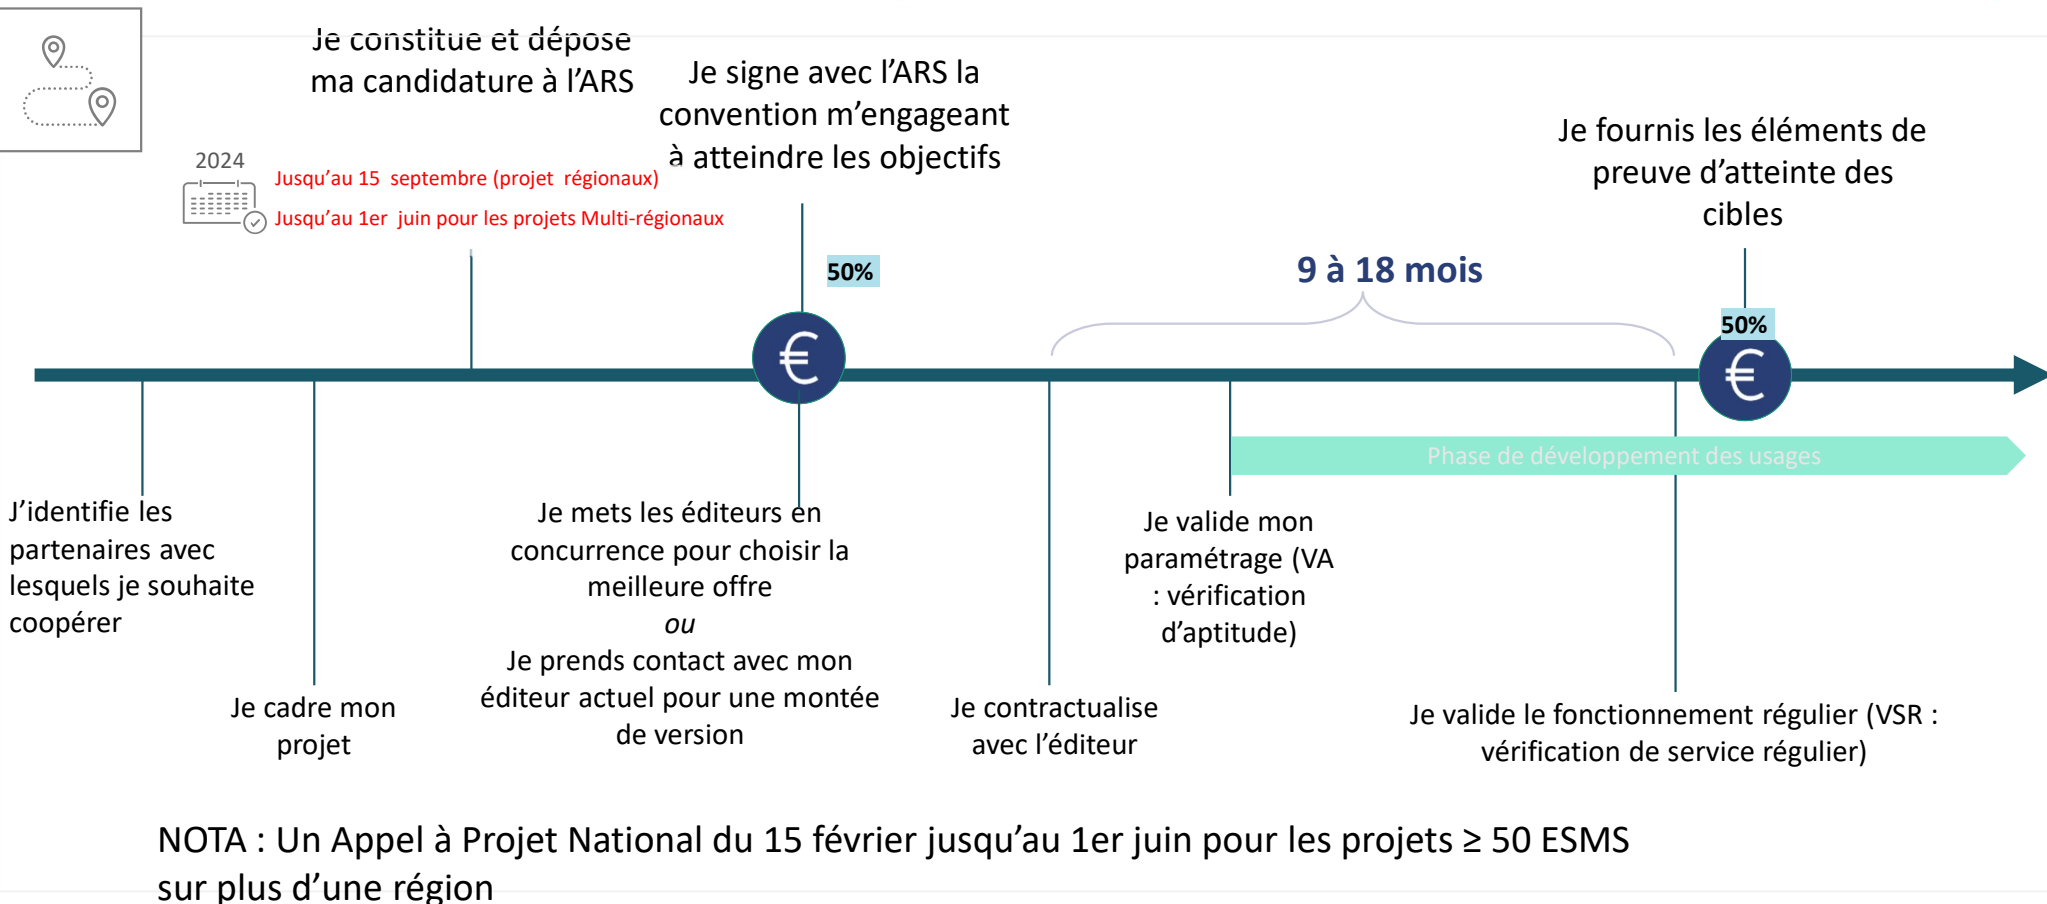 Je constitue et dépose
ma candidature à l’ARS
Je signe avec l’ARS la
convention m’engageant
à atteindre les objectifs
Je fournis les éléments de
preuve d’atteinte des
cibles
2024
Jusqu’au 15 septembre (projet régionaux)
Jusqu’au 1er juin pour les projets Multi-régionaux
50%
9 à 18 mois
50%
€
€
Phase de développement des usages
J’identifie les
partenaires avec
lesquels je souhaite
coopérer
Je cadre mon
projet
Je mets les éditeurs en
concurrence pour choisir la
meilleure offre
ou
Je prends contact avec mon
éditeur actuel pour une montée
de version
Je contractualise
avec l’éditeur
Je valide mon
paramétrage (VA
: vérification
d’aptitude)
Je valide le fonctionnement régulier (VSR :
vérification de service régulier)
NOTA : Un Appel à Projet National du 15 février jusqu’au 1er juin pour les projets ≥ 50 ESMS
sur plus d’une région